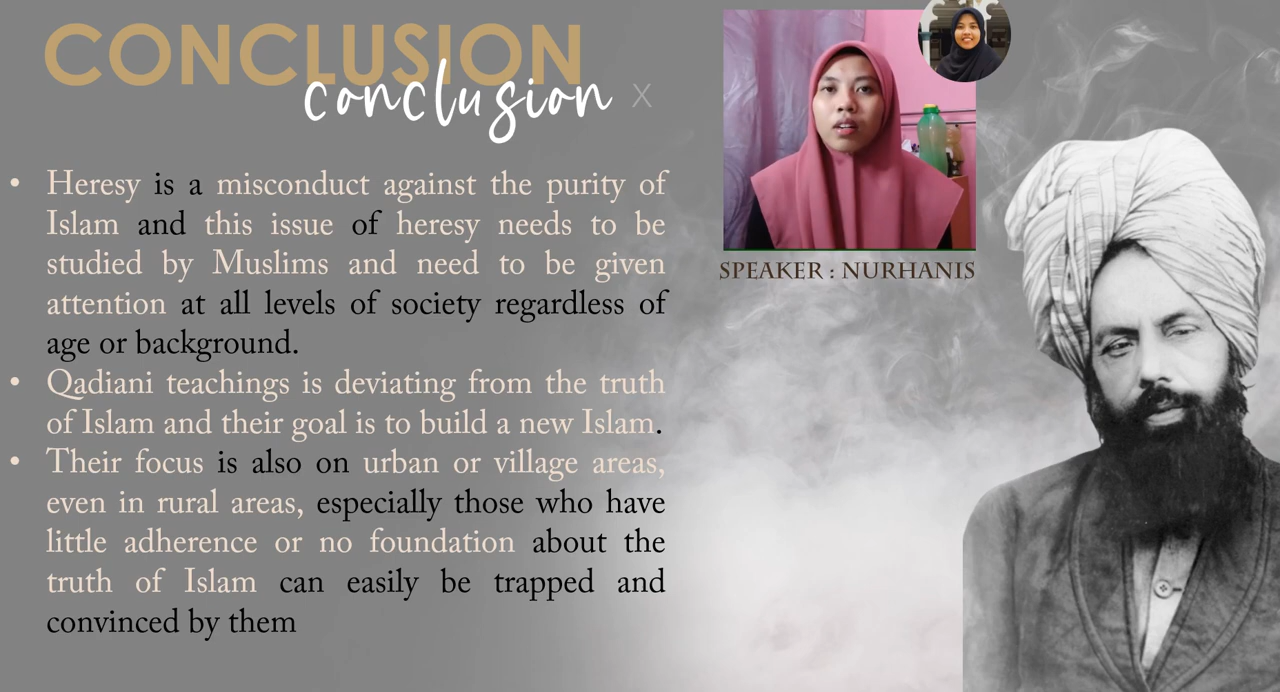 CONCLUSION
conclusion x
SPEAKER : NURHANIS
• Heresy is a misconduct against the purity of
Islam and this issue of heresy needs to be
studied by Muslims and need to be given
attention at all levels of society regardless of
age or background.
• Qadiani teachings is deviating from the truth
of Islam and their goal is to build a new Islam.
• Their focus is also on urban or village areas,
even in rural areas, especially those who have
little adherence or no foundation about the
truth of Islam can easily be trapped and
convinced by them